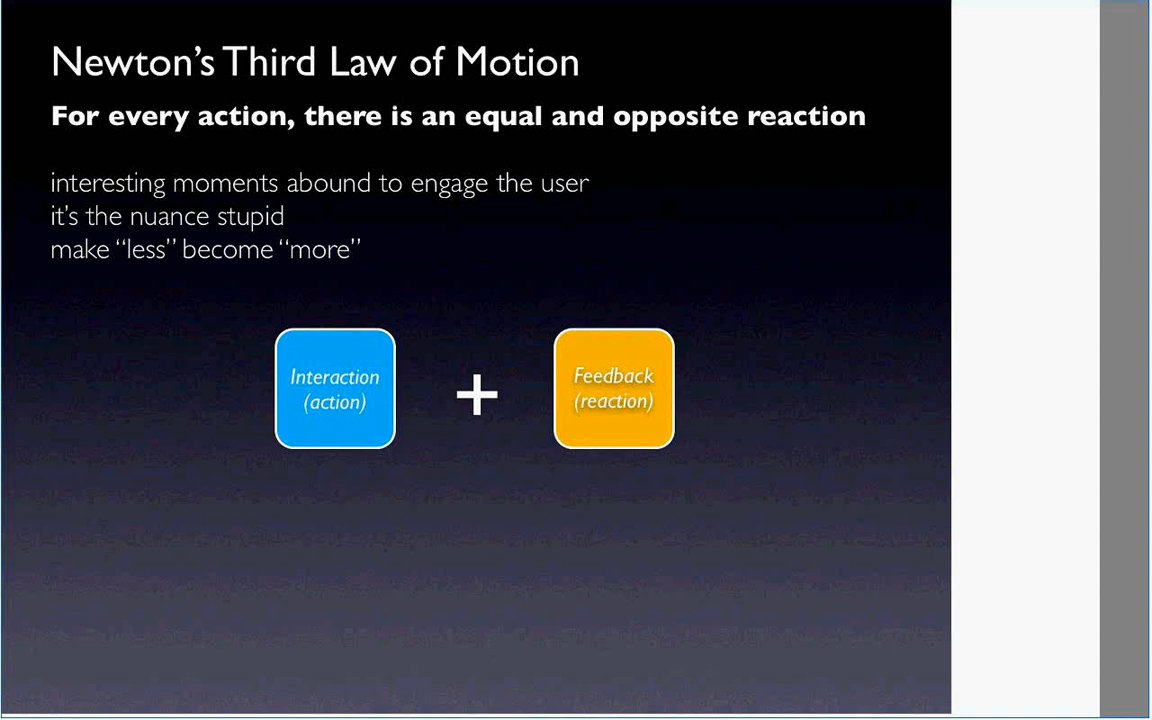 Newton's Third Law of Motion
For every action, there is an equal and opposite reaction
interesting moments abound to engage the user
it's the nuance stupid
make “less” become “more”
Interaction
(action)
+
Feedback
(reaction)